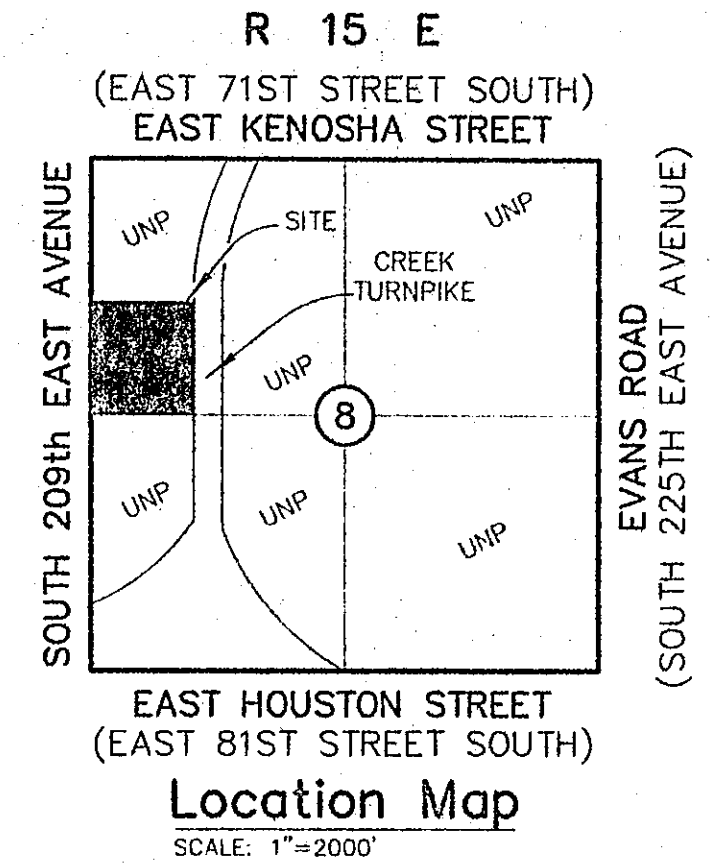 R 15 E
(EAST 71ST STREET SOUTH)
EAST KENOSHA STREET
SOUTH 209th EAST AVENUE
UNP
SITE
UNP
CREEK
TURNPIKE
UNP
8
UNP
UNP
UNP
EVANS ROAD
(SOUTH 225TH EAST AVENUE)
EAST HOUSTON STREET
(EAST 81ST STREET SOUTH)
Location Map
SCALE: 1"=2000'